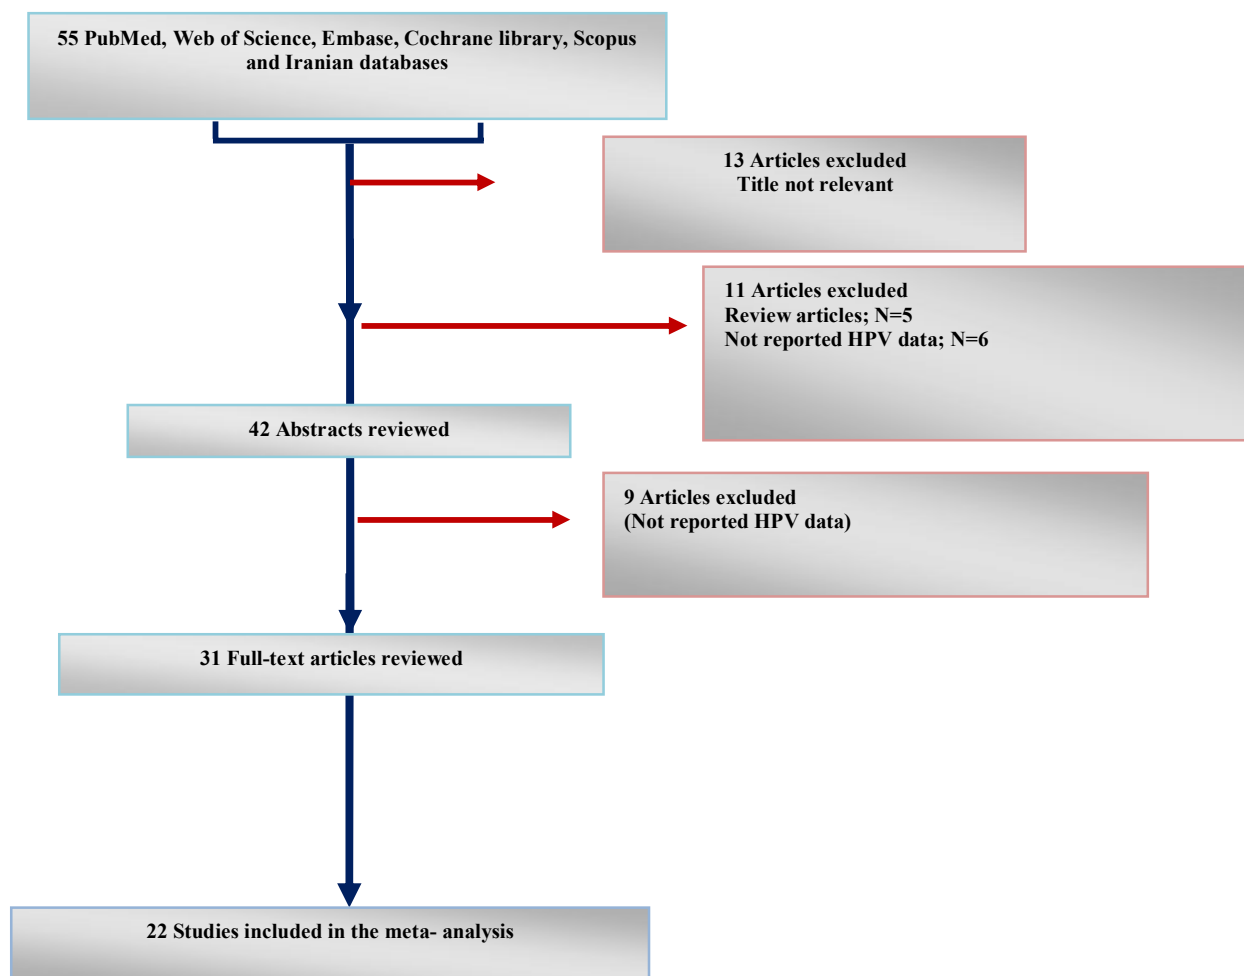 55 PubMed, Web of Science, Embase, Cochrane library, Scopus
and Iranian databases
13 Articles excluded
Title not relevant
11 Articles excluded
Review articles; N=5
Not reported HPV data; N=6
42 Abstracts reviewed
9 Articles excluded
(Not reported HPV data)
31 Full-text articles reviewed
22 Studies included in the meta- analysis